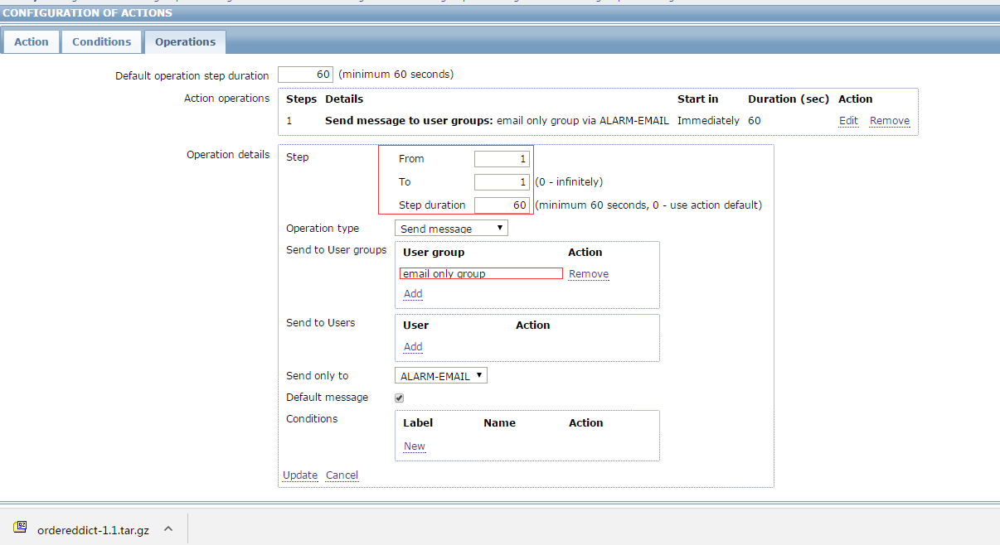 CONFIGURATION OF ACTIONS
Action Conditions Operations
Default operation step duration 60 (minimum 60 seconds)
Action operations Steps Details Start in Duration (sec) Action
1 Send message to user groups: email only group via ALARM-EMAIL Immediately 60 Edit Remove
Operation details Step From 1
To 1 (0 - infinitely)
Step duration 60 (minimum 60 seconds, 0 - use action default)
Operation type Send message
Send to User groups User group Action
email only group Remove
Add
Send to Users User Action
Add
Send only to ALARM-EMAIL
Default message
Conditions Label Name Action
New
Update Cancel
ordereddict-1.1.tar.gz